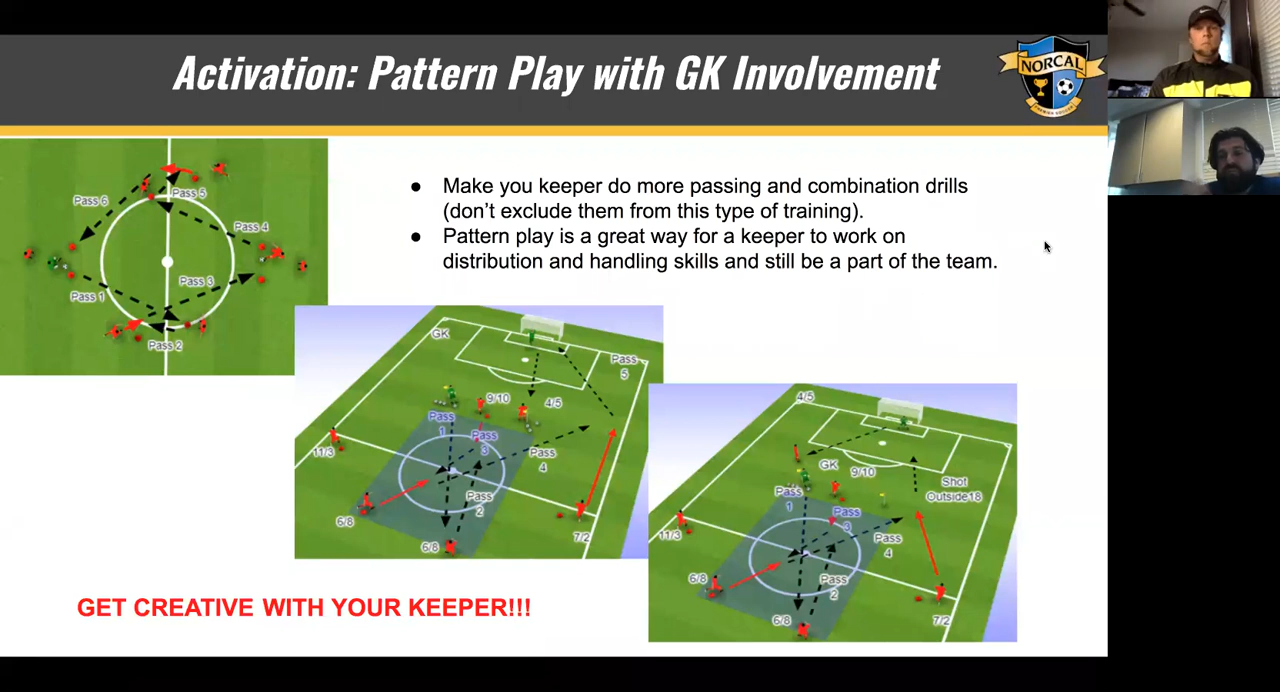 Activation: Pattern Play with GK Involvement
NORCAL
PREMIER SOCCER
● Make you keeper do more passing and combination drills
(don't exclude them from this type of training).
● Pattern play is a great way for a keeper to work on
distribution and handling skills and still be a part of the team.
Pass 6
Pass 5
Pass 4
Pass 3
Pass 1
Pass 2
GK
Pass
5
9/10
4/5
Pass
1
Pass
3
11/3
Pass
4
Pass
2
6/8
6/8
7/2
4/5
GK
9/10
Shot
Outside18
Pass
1
Pass
3
11/3
Pass
4
Pass
2
6/8
6/8
7/2
GET CREATIVE WITH YOUR KEEPER!!!